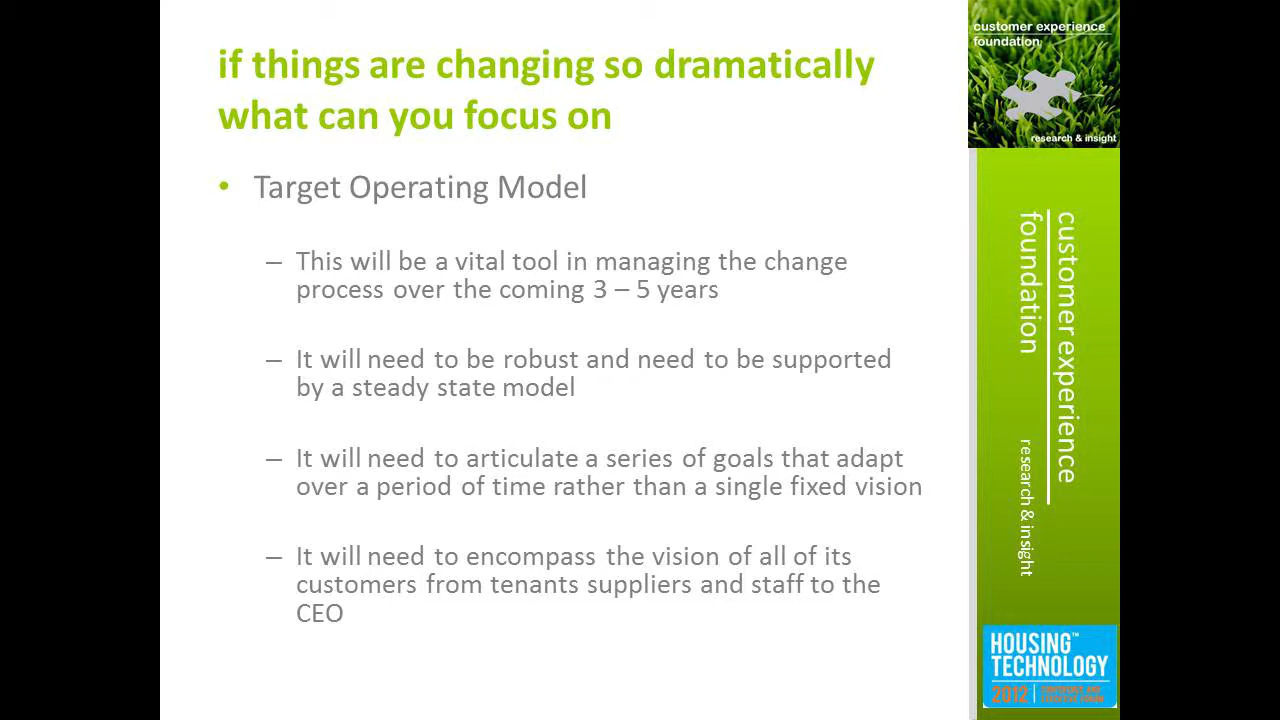 if things are changing so dramatically
what can you focus on
• Target Operating Model
– This will be a vital tool in managing the change
process over the coming 3 – 5 years
– It will need to be robust and need to be supported
by a steady state model
– It will need to articulate a series of goals that adapt
over a period of time rather than a single fixed vision
– It will need to encompass the vision of all of its
customers from tenants suppliers and staff to the
CEO
customer experience
foundation
research & insight
customer experience
foundation
research & insight
HOUSING™
TECHNOLOGY
2012 CONFERENCE AND
EXECUTIVE FORUM